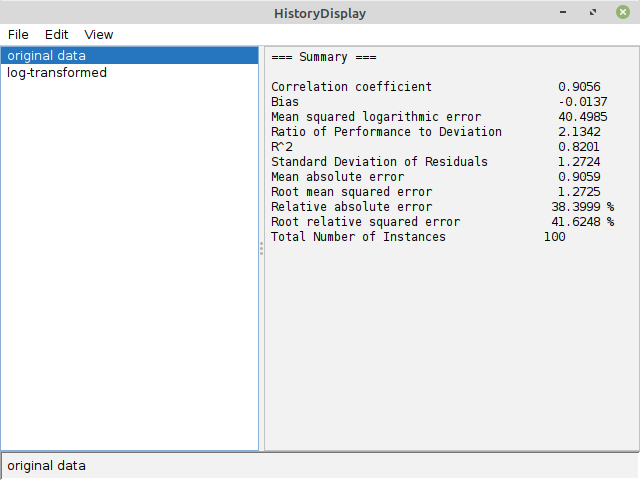 HistoryDisplay
File Edit View
original data
log-transformed
=== Summary ===
Correlation coefficient 0.9056
Bias -0.0137
Mean squared logarithmic error 40.4985
Ratio of Performance to Deviation 2.1342
R^2 0.8201
Standard Deviation of Residuals 1.2724
Mean absolute error 0.9059
Root mean squared error 1.2725
Relative absolute error 38.3999 %
Root relative squared error 41.6248 %
Total Number of Instances 100
original data